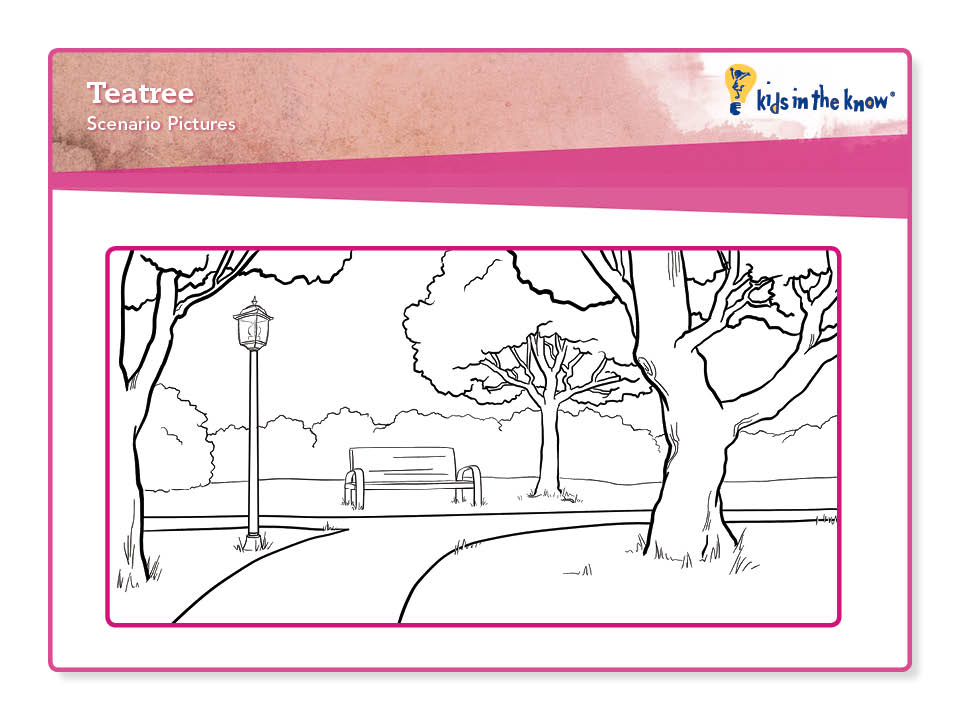 Teatree
Scenario Pictures
kids in the know®